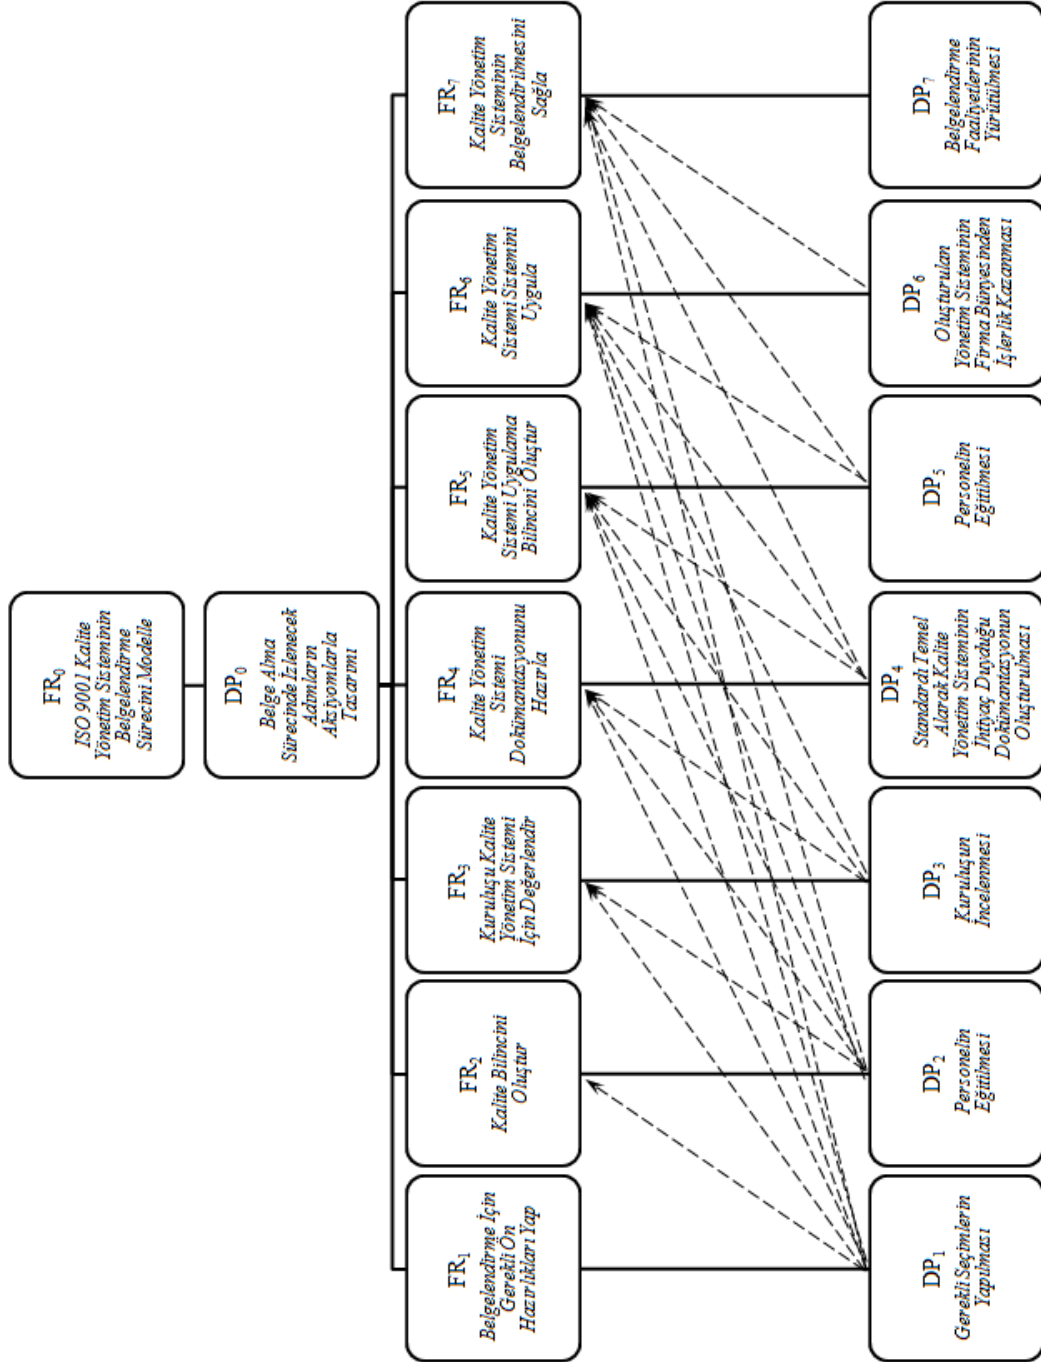 FR0
ISO 9001 Kalite
Yönetim Sisteminin
Belgelendirme
Sürecini Modelle
DP0
Belge Alma
Sürecinde İzlenecek
Adımların
Aksiyomlarla
Tasarımı
FR1
Belgelendirme İçin
Gerekli Ön
Hazırlıkları Yap
FR2
Kalite Bilincini
Oluştur
FR3
Kuruluşu Kalite
Yönetim Sistemi
İçin Değerlendir
FR4
Kalite Yönetim
Sistemi
Dokümantasyonunu
Hazırla
FR5
Kalite Yönetim
Sistemi Uygulama
Bilincini Oluştur
FR6
Kalite Yönetim
Sistemi Sistemini
Uygula
FR7
Kalite Yönetim
Sisteminin
Belgelendirilmesini
Sağla
DP1
Gerekli Seçimlerin
Yapılması
DP2
Personelin
Eğitilmesi
DP3
Kuruluşun
İncelenmesi
DP4
Standardı Temel
Alarak Kalite
Yönetim Sisteminin
İhtiyaç Duyduğu
Dokümantasyonun
Oluşturulması
DP5
Personelin
Eğitilmesi
DP6
Oluşturulan
Yönetim Sisteminin
Firma Bünyesinden
İşlerlik Kazanması
DP7
Belgelendirme
Faaliyetlerinin
Yürütülmesi